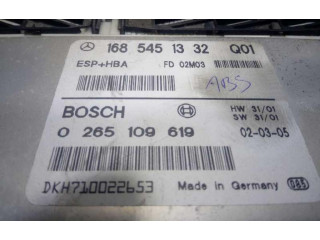 168 545 13 32 Q01
ESP+HBA FD 02M03
ABS
BOSCH
HW 31/01
SW 31/01
0 265 109 619 02-03-05
DKH710022653 Made in Germany